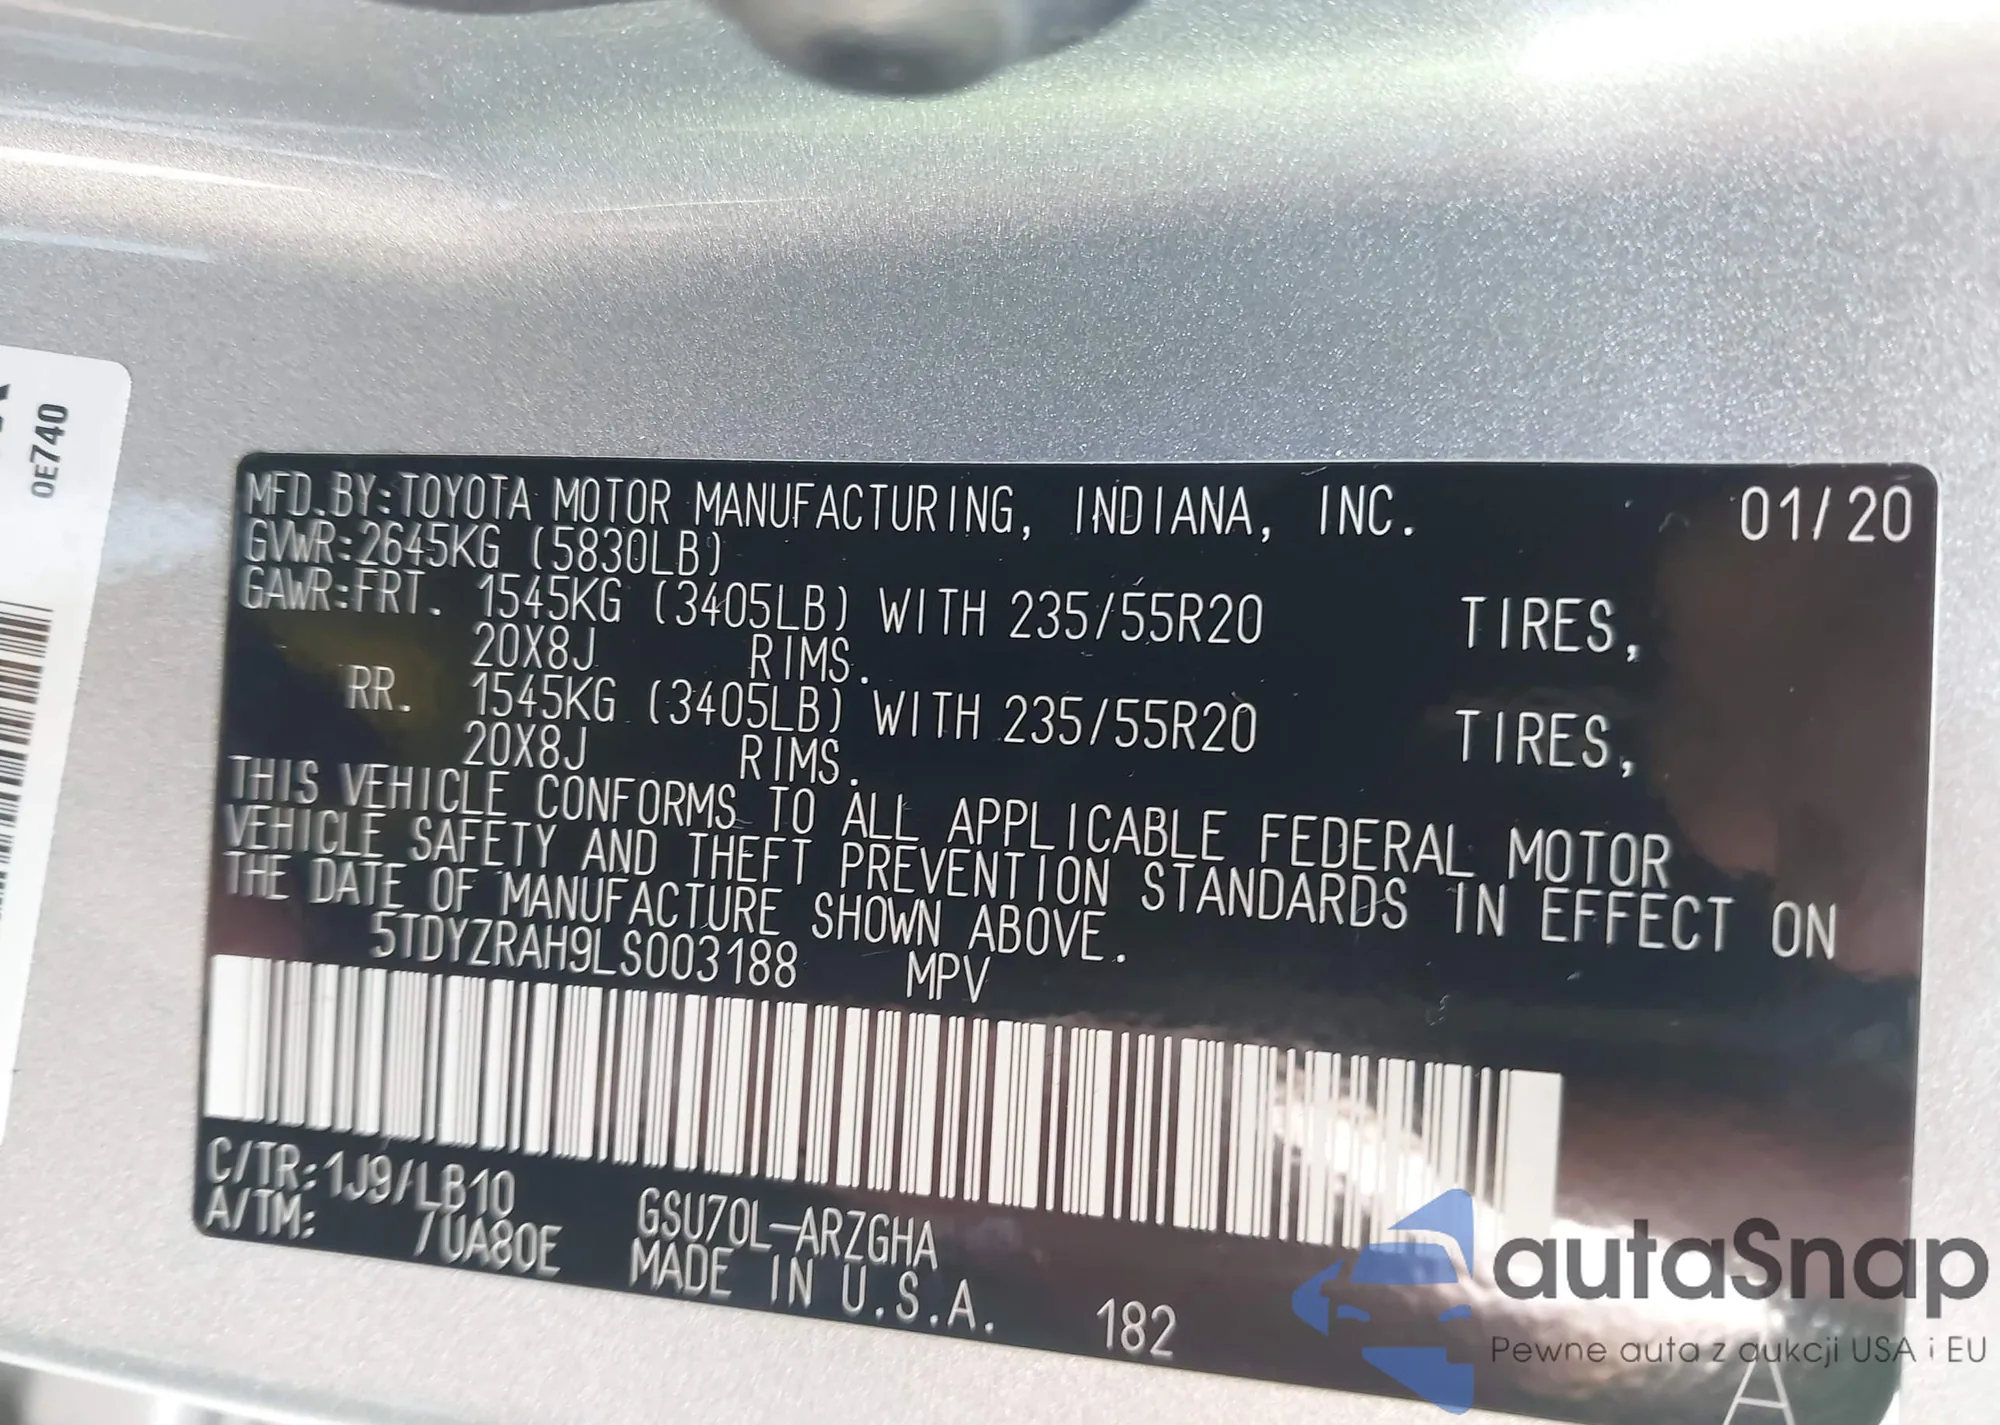 OE740
MFD.BY:TOYOTA MOTOR MANUFACTURING, INDIANA, INC. 01/20
GVWR:2645KG (5830LB)
GAWR:FRT. 1545KG (3405LB) WITH 235/55R20 TIRES,
20X8J RIMS.
RR. 1545KG (3405LB) WITH 235/55R20 TIRES,
20X8J RIMS.
THIS VEHICLE CONFORMS TO ALL APPLICABLE FEDERAL MOTOR
VEHICLE SAFETY AND THEFT PREVENTION STANDARDS IN EFFECT ON
THE DATE OF MANUFACTURE SHOWN ABOVE.
5TDYZRAH9LS003188 MPV
C/TR:1J9/LB10 GSU70L-ARZGHA
A/TM: /UA80E MADE IN U.S.A. 182
A
autaSnap
Pewne auta z aukcji USA i EU